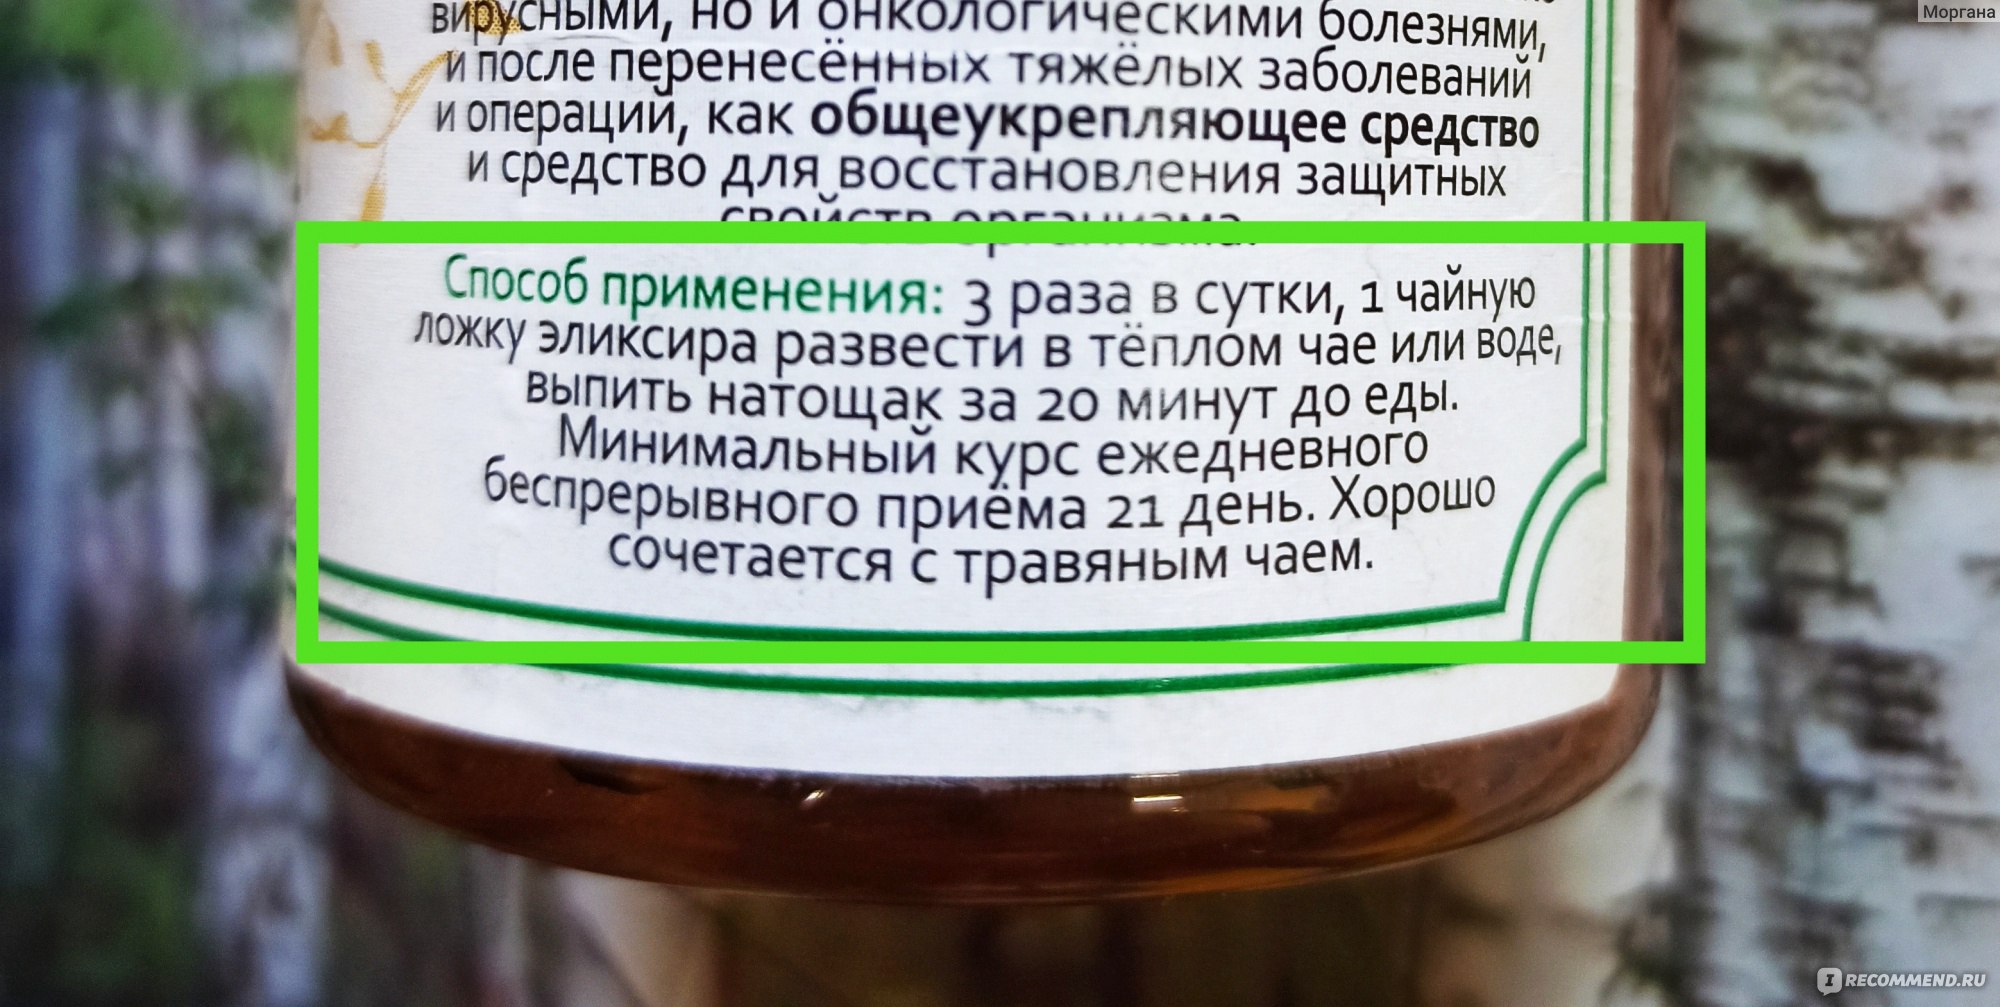 Моргана
вирусными, но и онкологическими болезнями,
и после перенесённых тяжёлых заболеваний
и операций, как общеукрепляющее средство
и средство для восстановления защитных
свойств организма.
Способ применения: 3 раза в сутки, 1 чайную
ложку эликсира развести в тёплом чае или воде,
выпить натощак за 20 минут до еды.
Минимальный курс ежедневного
беспрерывного приёма 21 день. Хорошо
сочетается с травяным чаем.
I RECOMMEND.RU